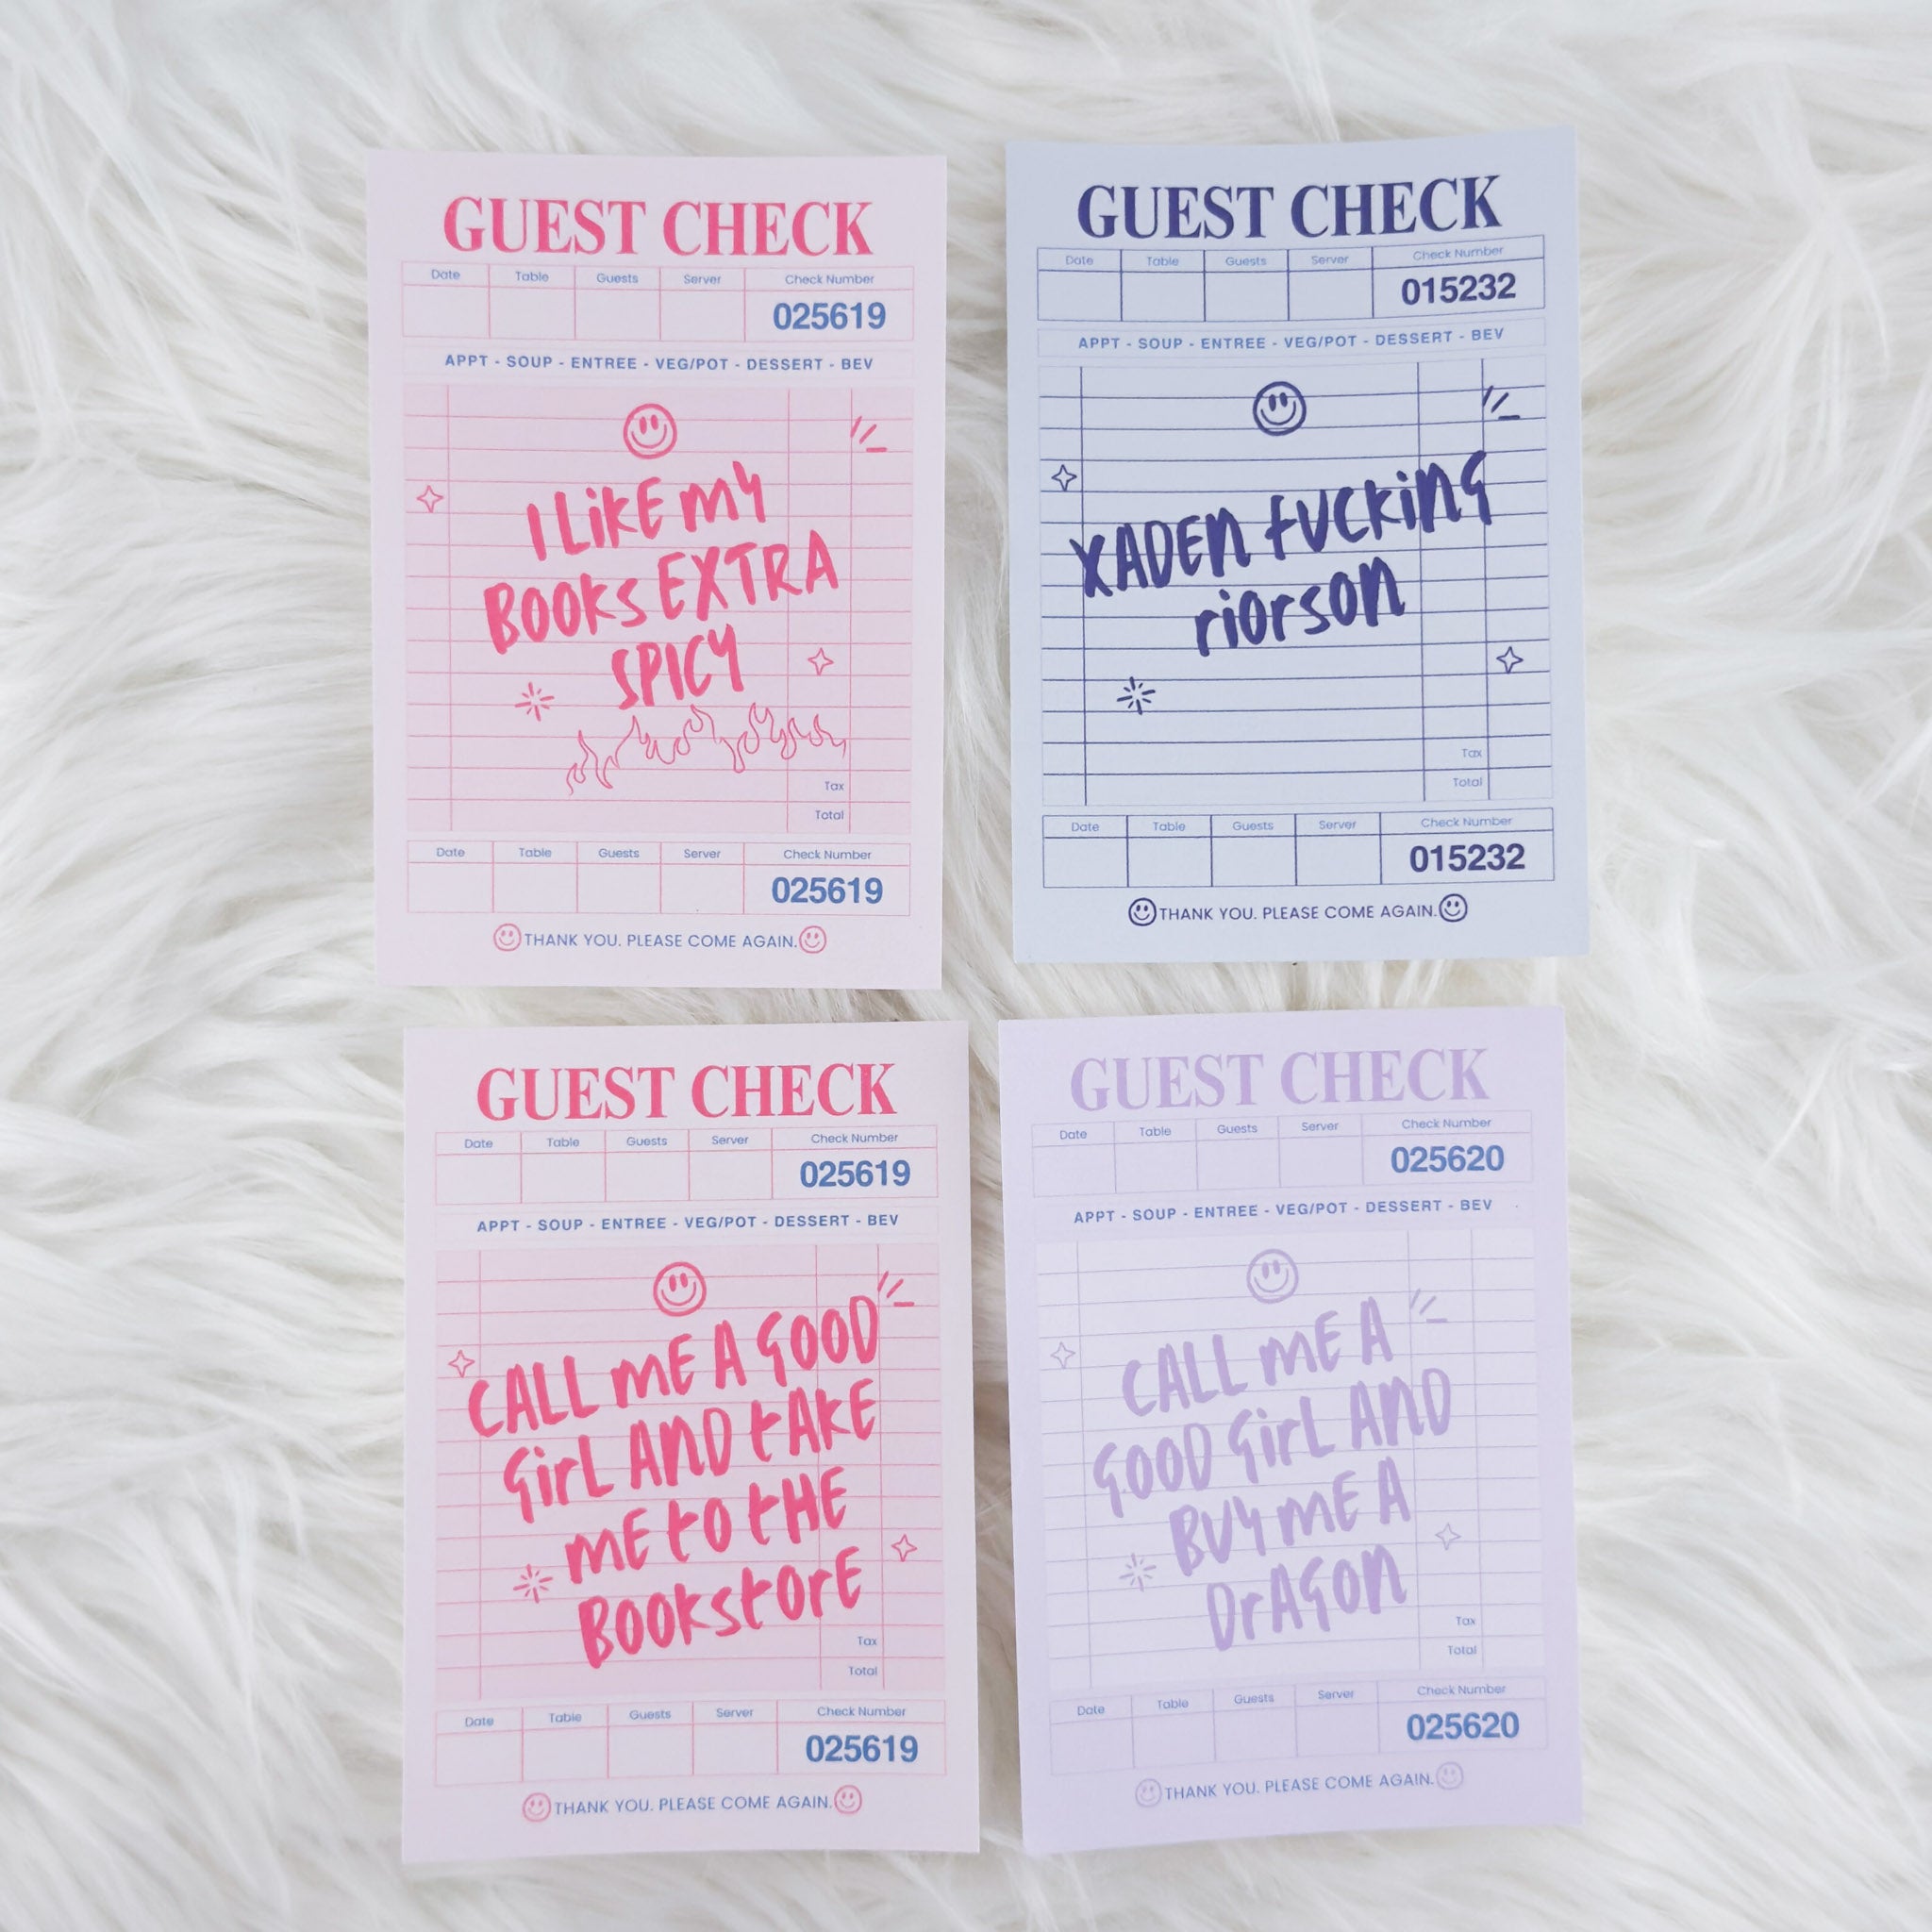 GUEST CHECK
Date Table Guests Server Check Number
025619
APPT - SOUP - ENTREE - VEG/POT - DESSERT - BEV
I LIKE MY
BOOKS EXTRA
SPICY
Tax
Total
Date Table Guests Server Check Number
025619
THANK YOU. PLEASE COME AGAIN.
GUEST CHECK
Date Table Guests Server Check Number
015232
APPT - SOUP - ENTREE - VEG/POT - DESSERT - BEV
XADEN FUCKING
riorson
Tax
Total
Date Table Guests Server Check Number
015232
THANK YOU. PLEASE COME AGAIN.
GUEST CHECK
Date Table Guests Server Check Number
025619
APPT - SOUP - ENTREE - VEG/POT - DESSERT - BEV
CALL ME A GOOD
GirL AND tAKE
ME tO tHE
BOOKstOrE
Tax
Total
Date Table Guests Server Check Number
025619
THANK YOU. PLEASE COME AGAIN.
GUEST CHECK
Date Table Guests Server Check Number
025620
APPT - SOUP - ENTREE - VEG/POT - DESSERT - BEV
CALL ME A
GOOD GirL AND
BUY ME A
DrAGON
Tax
Total
Date Table Guests Server Check Number
025620
THANK YOU. PLEASE COME AGAIN.